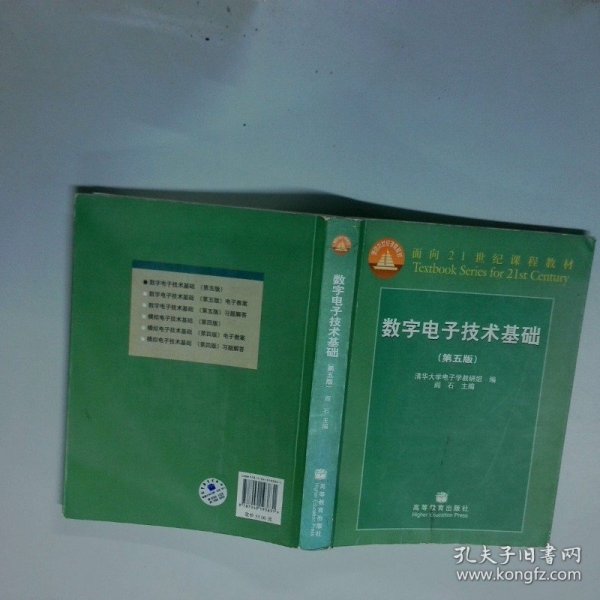 ■ 数字电子技术基础 (第五版)
数字电子技术基础 (第五版) 电子教案
数字电子技术基础 (第五版) 习题解答
模拟电子技术基础 (第四版)
模拟电子技术基础 (第四版) 电子教案
模拟电子技术基础 (第四版) 习题解答
数字电子技术基础
(第五版)
阎石 主编
高等教育出版社
Higher Education Press
面向21世纪课程教材
Textbook Series for 21st Century
数字电子技术基础
(第五版)
清华大学电子学教研组 编
阎石 主编
高等教育出版社
Higher Education Press
孔夫子旧书网
www.kongfz.com